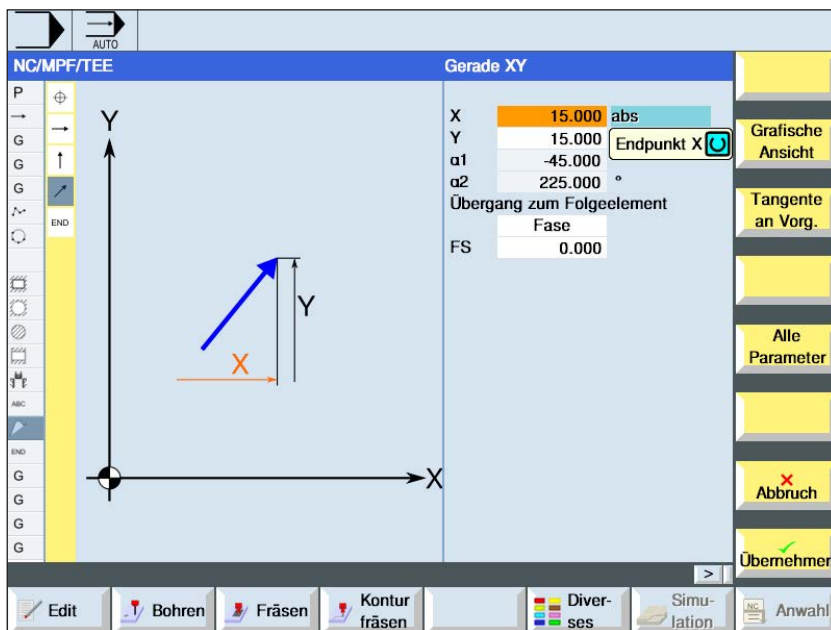 AUTO
NC/MPF/TEE
Gerade XY
P
G
G
G
END
ABC
END
G
G
G
G
Y
X
Y
X
X 15.000 abs
Y 15.000
Endpunkt X
α1 -45.000
α2 225.000 °
Übergang zum Folgeelement
Fase
FS 0.000
Grafische
Ansicht
Tangente
an Vorg.
Alle
Parameter
Abbruch
Übernehmer
>
Edit
Bohren
Fräsen
Kontur
fräsen
Diver-
ses
Simu-
lation
NC
Anwahl